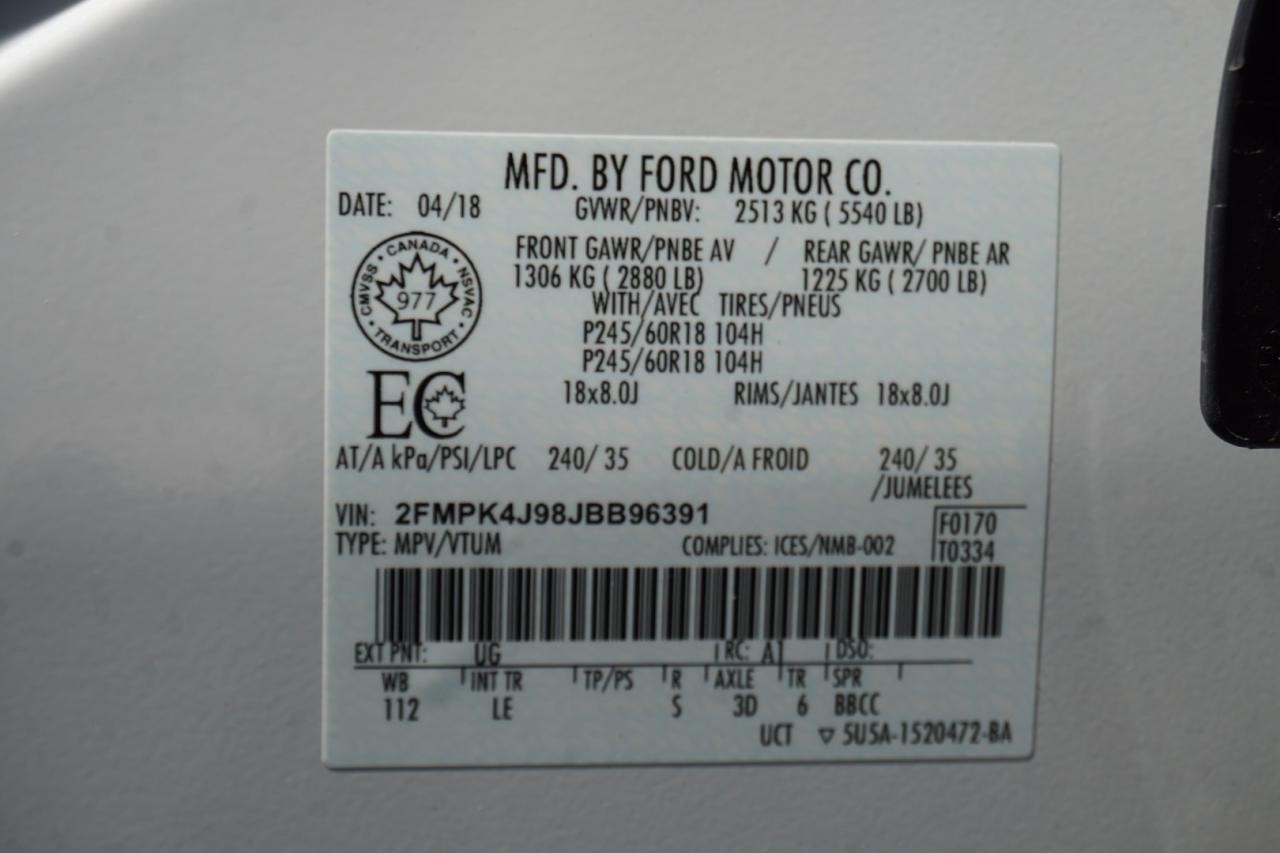 MFD. BY FORD MOTOR CO.
DATE: 04/18 GVWR/PNBV: 2513 KG ( 5540 LB)
FRONT GAWR/PNBE AV / REAR GAWR/ PNBE AR
1306 KG ( 2880 LB) 1225 KG ( 2700 LB)
WITH/AVEC TIRES/PNEUS
P245/60R18 104H
P245/60R18 104H
18x8.0J RIMS/JANTES 18x8.0J
CANADA
CMVSS 977 NSVAC
TRANSPORT
EC
AT/A kPa/PSI/LPC 240/ 35 COLD/A FROID 240/ 35
/JUMELEES
VIN: 2FMPK4J98JBB96391 F0170
TYPE: MPV/VTUM COMPLIES: ICES/NMB-002 T0334
EXT PNT: UG RC: A1 DSO:
WB INT TR TP/PS R AXLE TR SPR
112 LE S 3D 6 BBCC
UCT ▽ 5U5A-1520472-BA